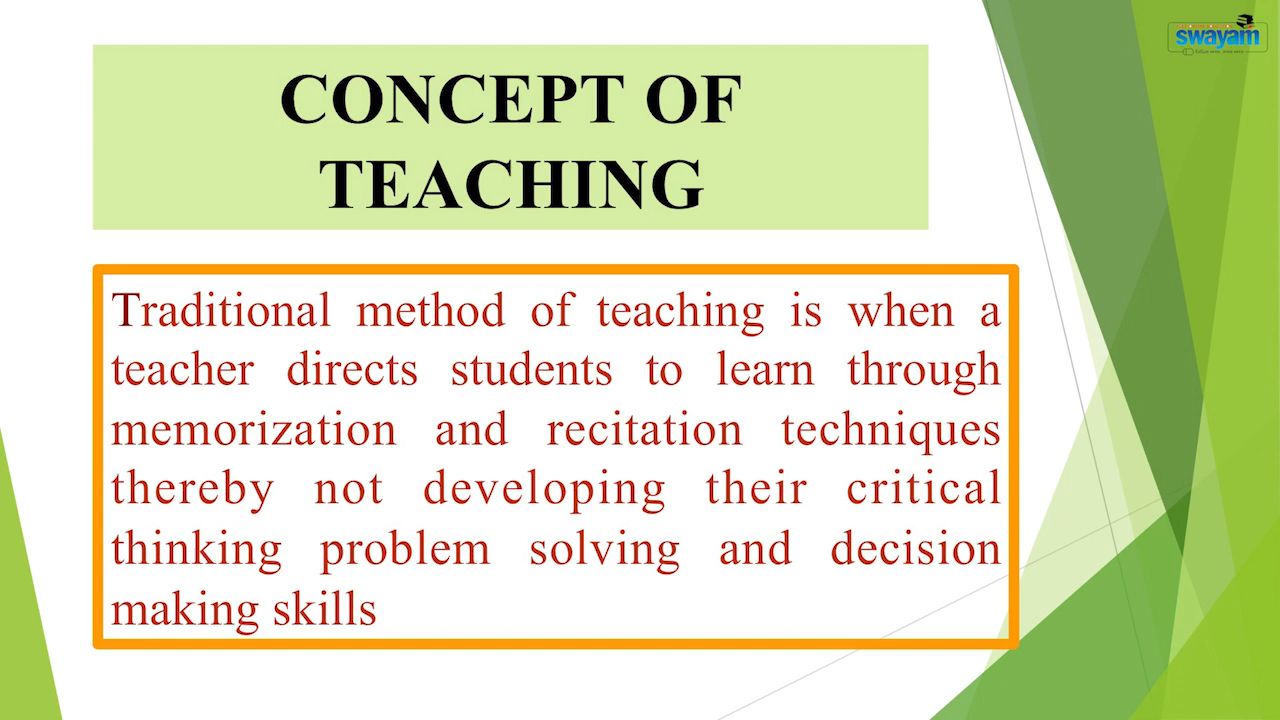 swayam
CONCEPT OF
TEACHING
Traditional method of teaching is when a
teacher directs students to learn through
memorization and recitation techniques
thereby not developing their critical
thinking problem solving and decision
making skills